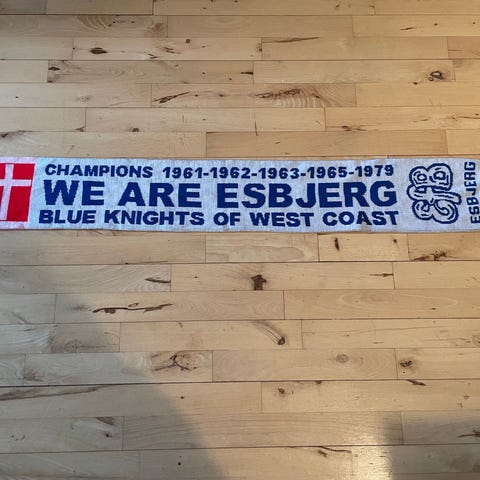 CHAMPIONS 1961-1962-1963-1965-1979
WE ARE ESBJERG
BLUE KNIGHTS OF WEST COAST
EfB
ESBJERG